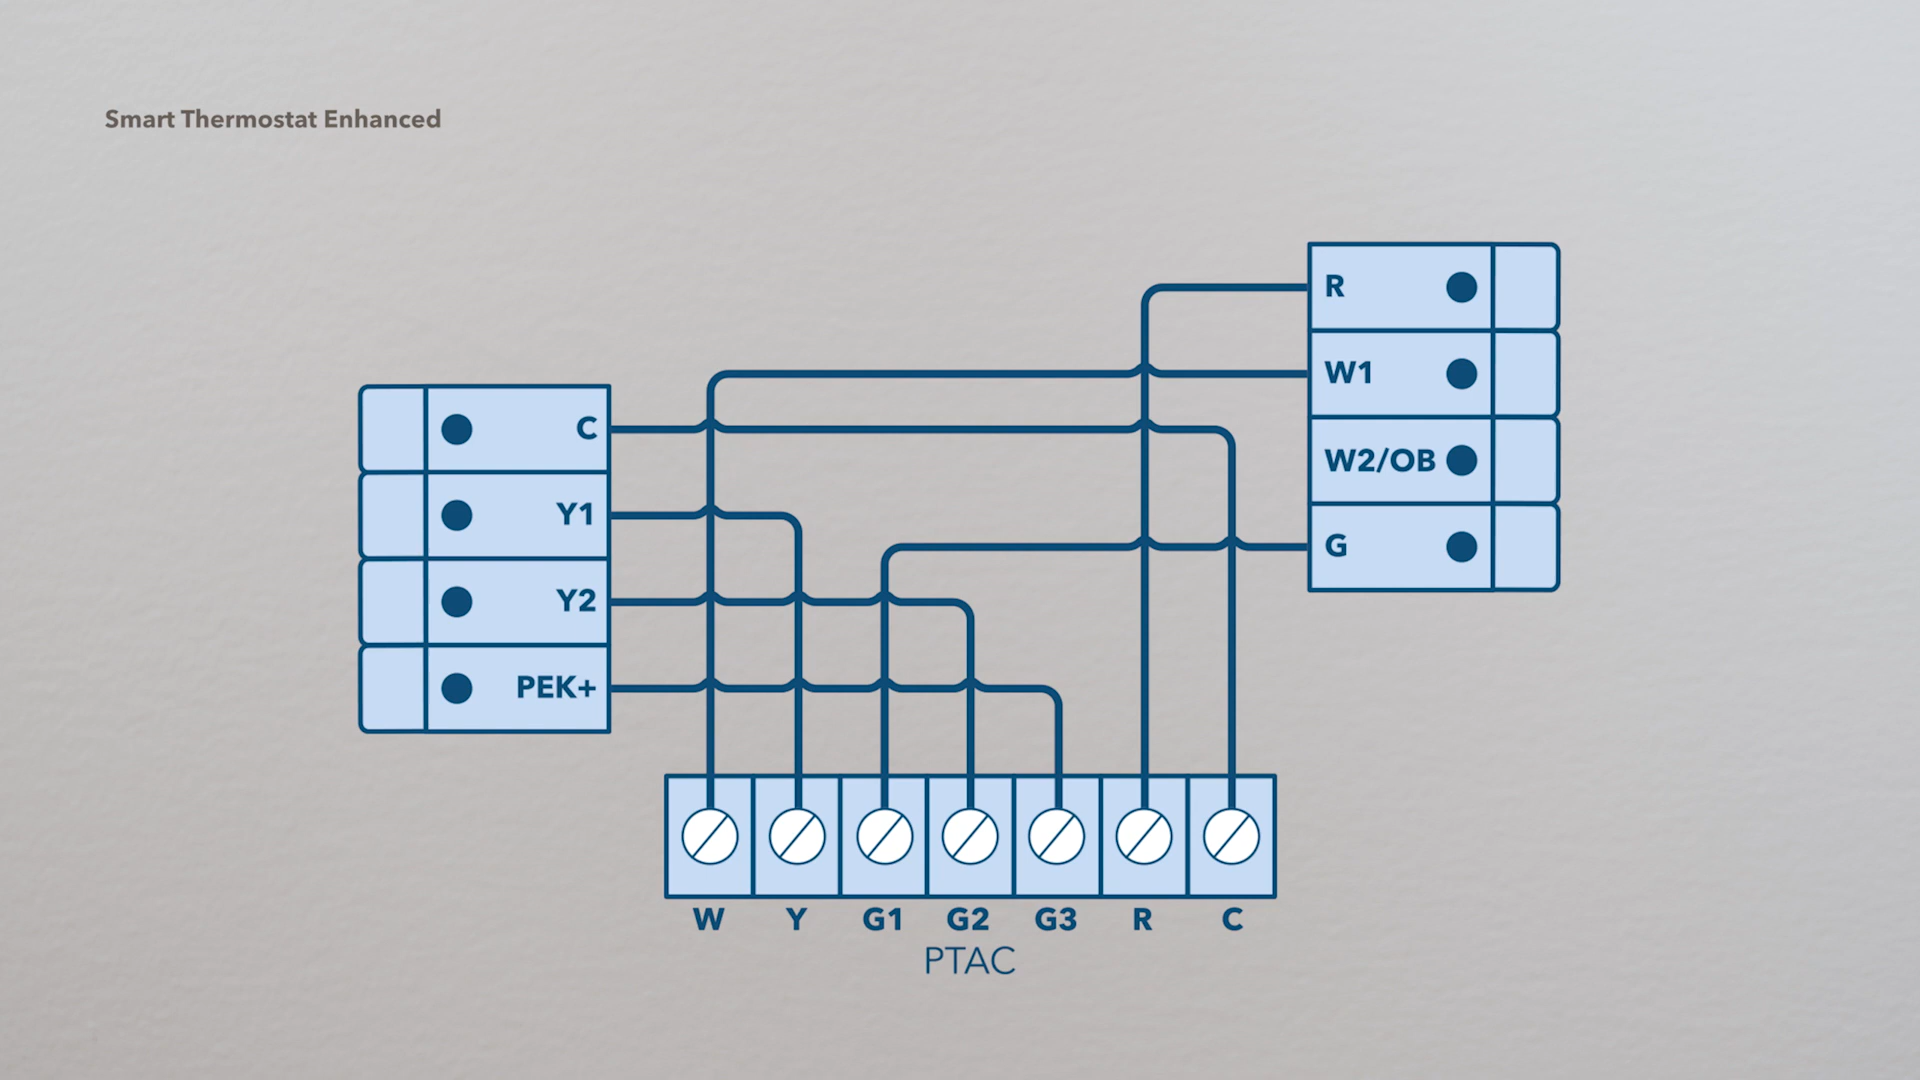 Smart Thermostat Enhanced
C
Y1
Y2
PEK+
R
W1
W2/OB
G
W Y G1 G2 G3 R C
PTAC